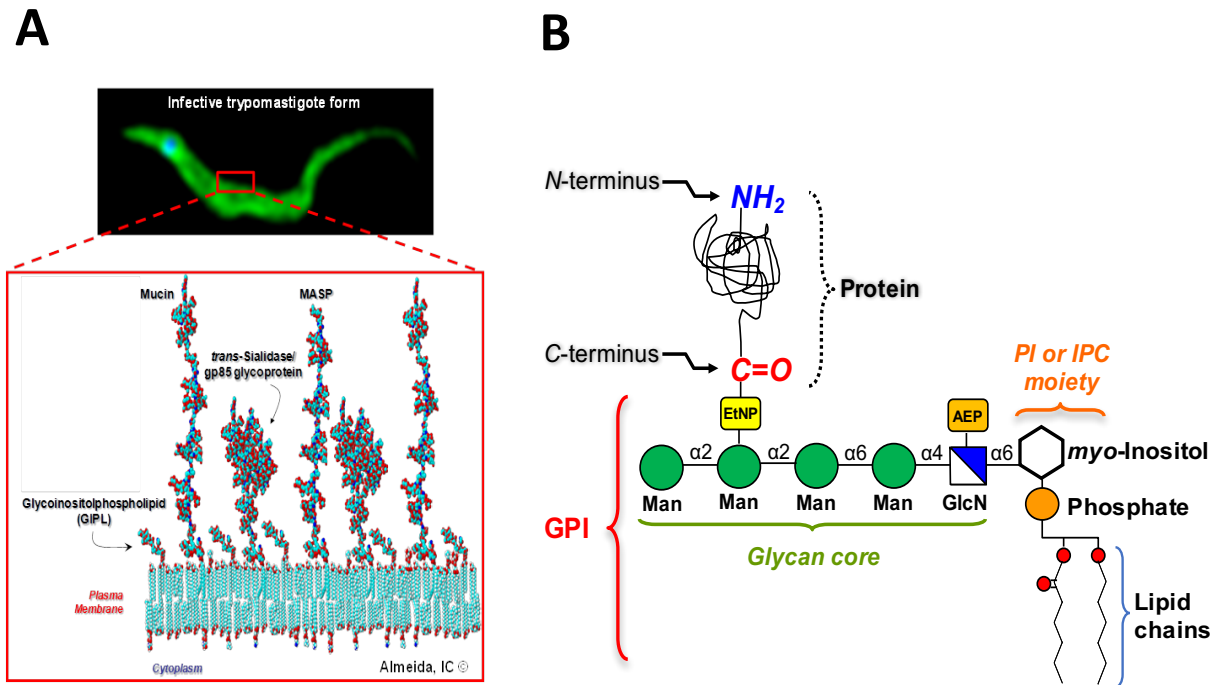 A
Infective trypomastigote form
Mucin
MASP
trans-Sialidase/
gp85 glycoprotein
Glycoinositolphospholipid
(GIPL)
Plasma
Membrane
Cytoplasm
Almeida, IC ©
B
N-terminus
NH2
Protein
C-terminus
C=O
PI or IPC
moiety
EtNP
AEP
α2
α2
α6
α4
α6
myo-Inositol
Man
Man
Man
Man
GlcN
Phosphate
GPI
Glycan core
Lipid
chains